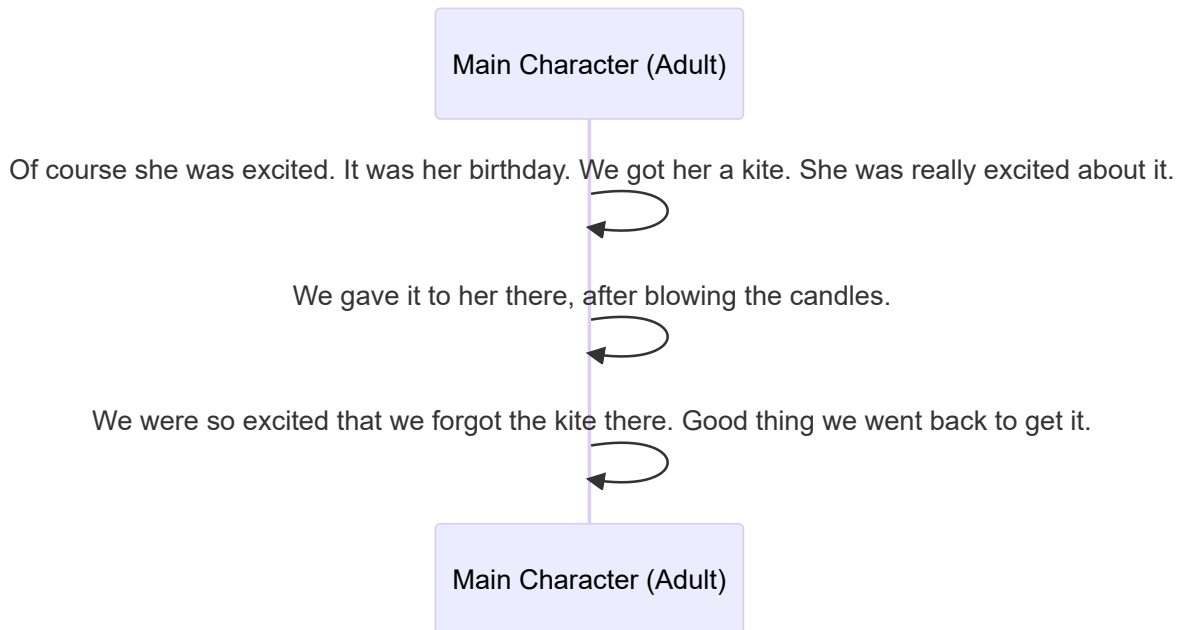 Main Character (Adult)
Of course she was excited. It was her birthday. We got her a kite. She was really excited about it.
We gave it to her there, after blowing the candles.
We were so excited that we forgot the kite there. Good thing we went back to get it.
Main Character (Adult)